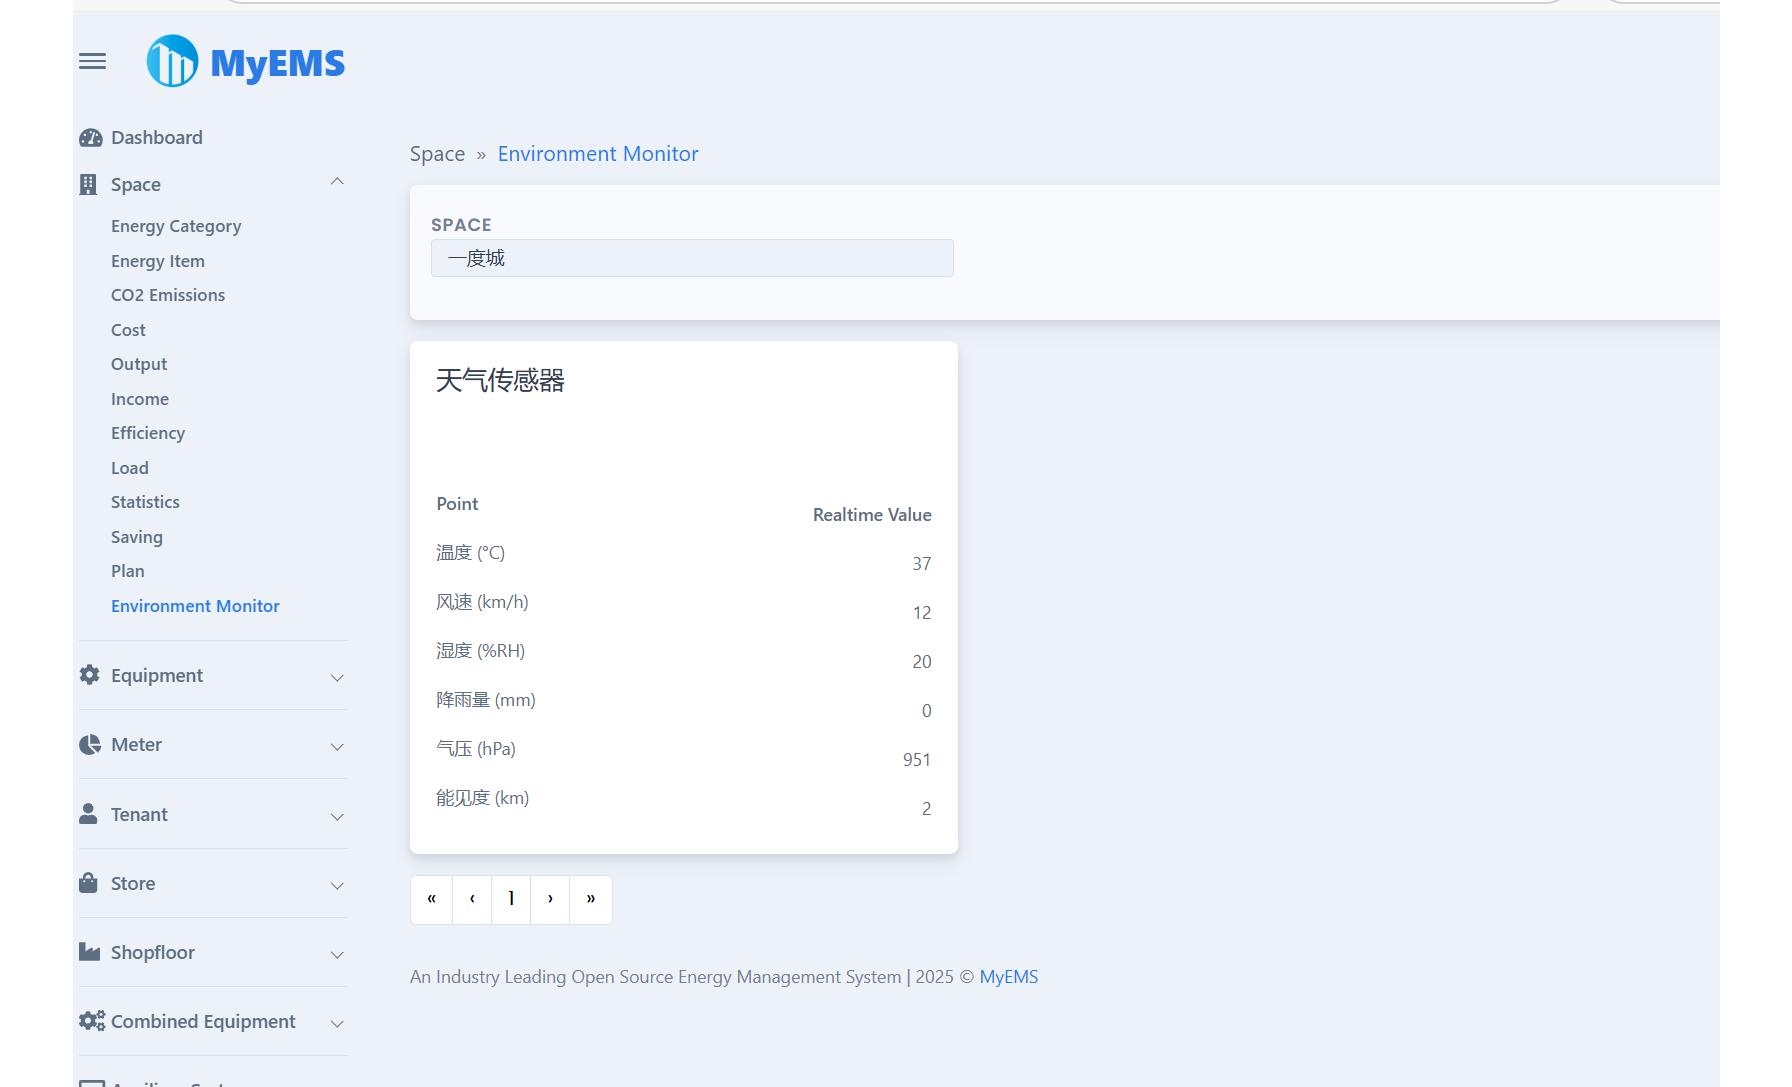 MyEMS
Dashboard
Space
Energy Category
Energy Item
CO2 Emissions
Cost
Output
Income
Efficiency
Load
Statistics
Saving
Plan
Environment Monitor
Equipment
Meter
Tenant
Store
Shopfloor
Combined Equipment
Space » Environment Monitor
SPACE
一度城
天气传感器
Point Realtime Value
温度 (°C) 37
风速 (km/h) 12
湿度 (%RH) 20
降雨量 (mm) 0
气压 (hPa) 951
能见度 (km) 2
« ‹ 1 › »
An Industry Leading Open Source Energy Management System | 2025 © MyEMS